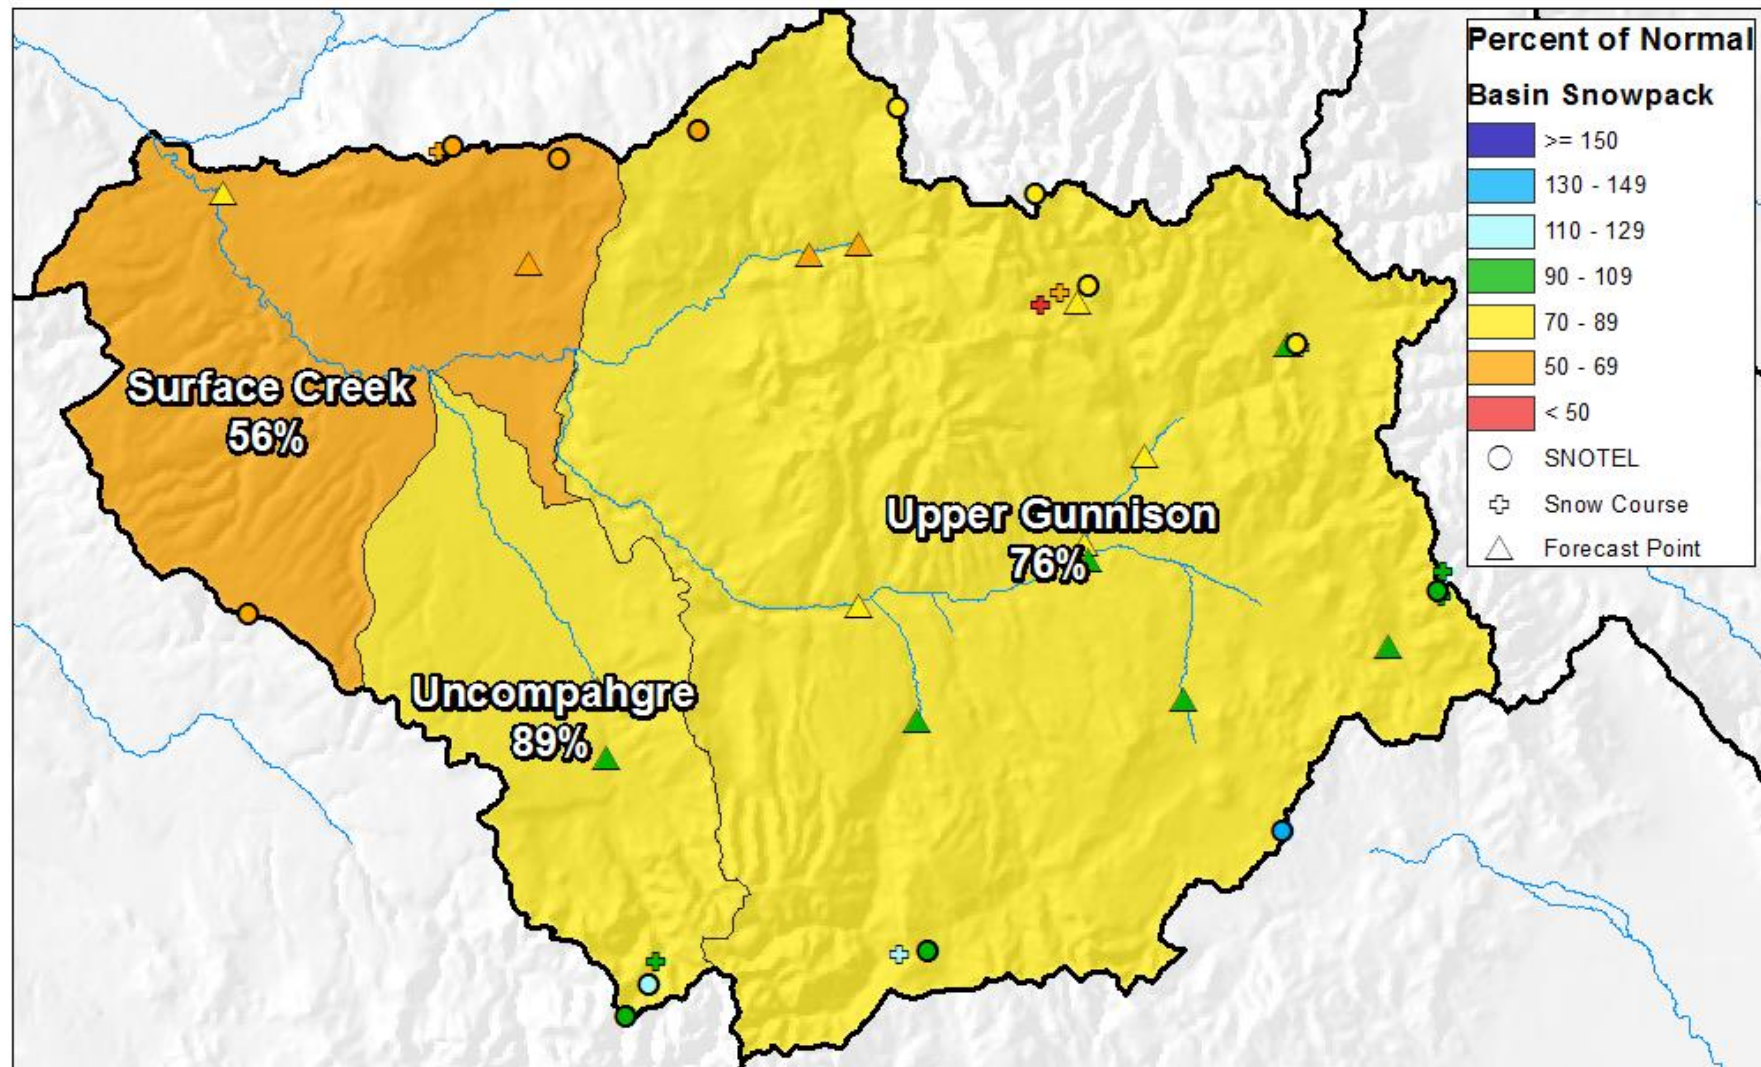 Percent of Normal
Basin Snowpack
>= 150
130 - 149
110 - 129
90 - 109
70 - 89
50 - 69
< 50
SNOTEL
Snow Course
Forecast Point
Surface Creek
56%
Upper Gunnison
76%
Uncompahgre
89%